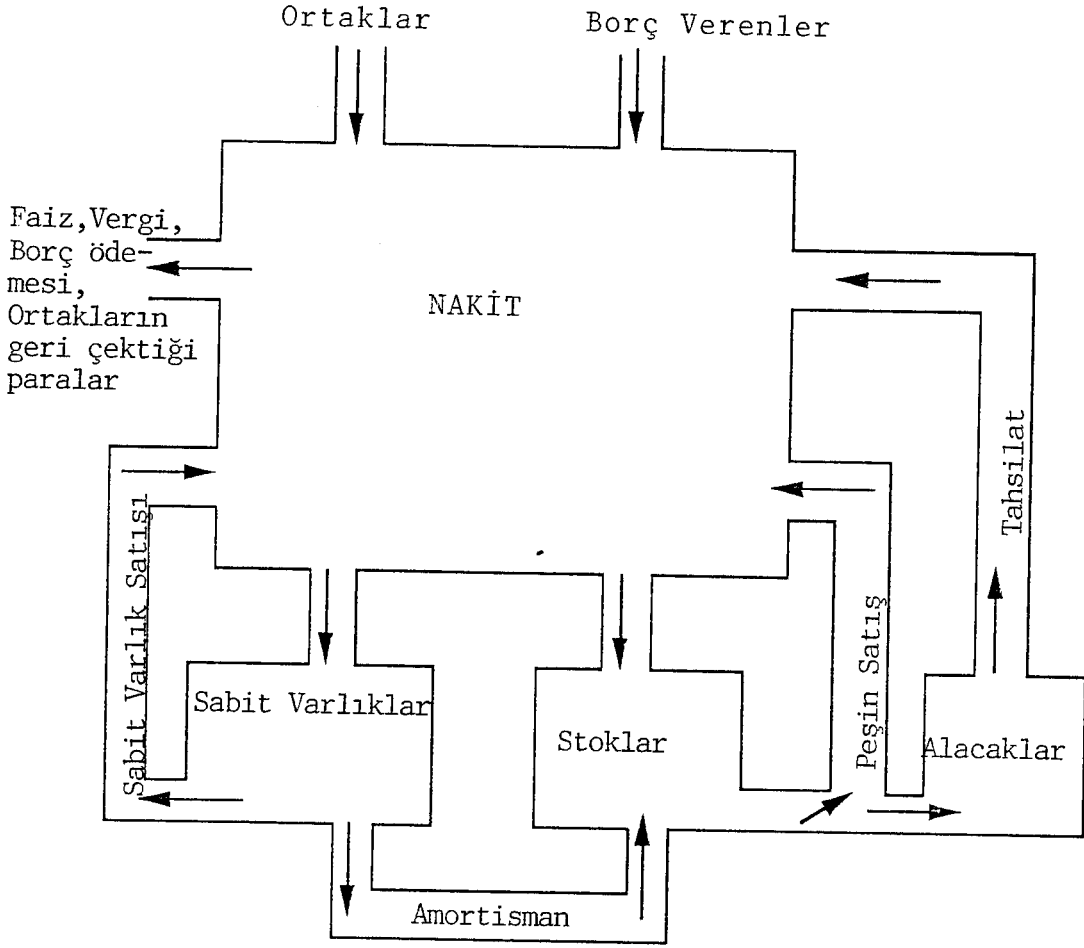 Ortaklar
Borç Verenler
Faiz,Vergi,
Borç öde-
mesi,
Ortakların
geri çektiği
paralar
NAKİT
Tahsilat
Sabit Varlık Satışı
Peşin Satış
Sabit Varlıklar
Stoklar
Alacaklar
Amortisman